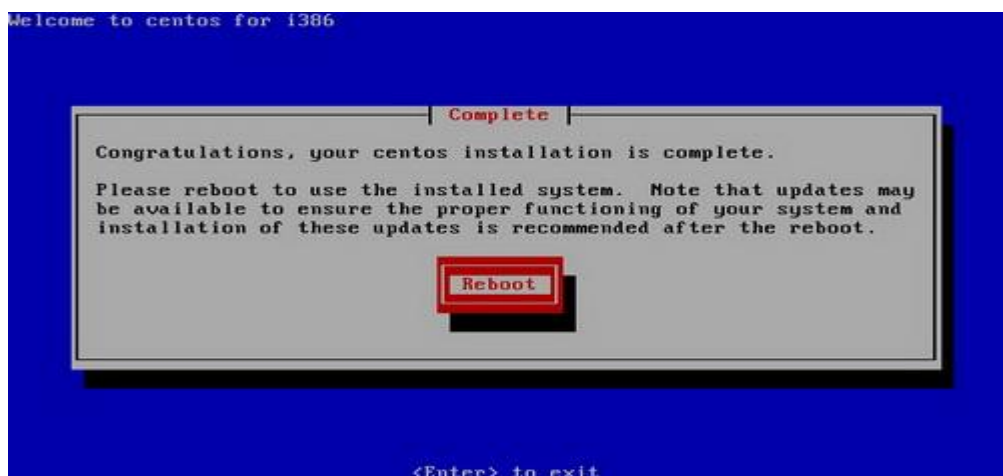 Welcome to centos for i386
Complete
Congratulations, your centos installation is complete.
Please reboot to use the installed system.  Note that updates may
be available to ensure the proper functioning of your system and
installation of these updates is recommended after the reboot.
Reboot
<Enter> to exit